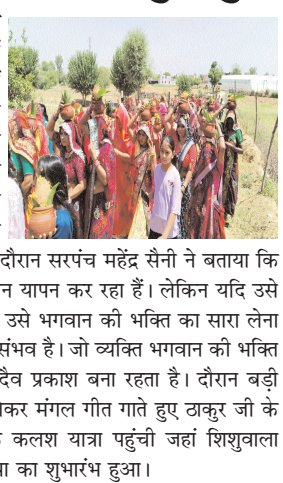 दौरान सरपंच महेंद्र सैनी ने बताया कि
न यापन कर रहा हैं। लेकिन यदि उसे
उसे भगवान की भक्ति का सारा लेना
संभव है। जो व्यक्ति भगवान की भक्ति
दैव प्रकाश बना रहता है। दौरान बड़ी
मंगल गीत गाते हुए ठाकुर जी के
कलश यात्रा पहुंची जहां शिशुवाला
का शुभारंभ हुआ।